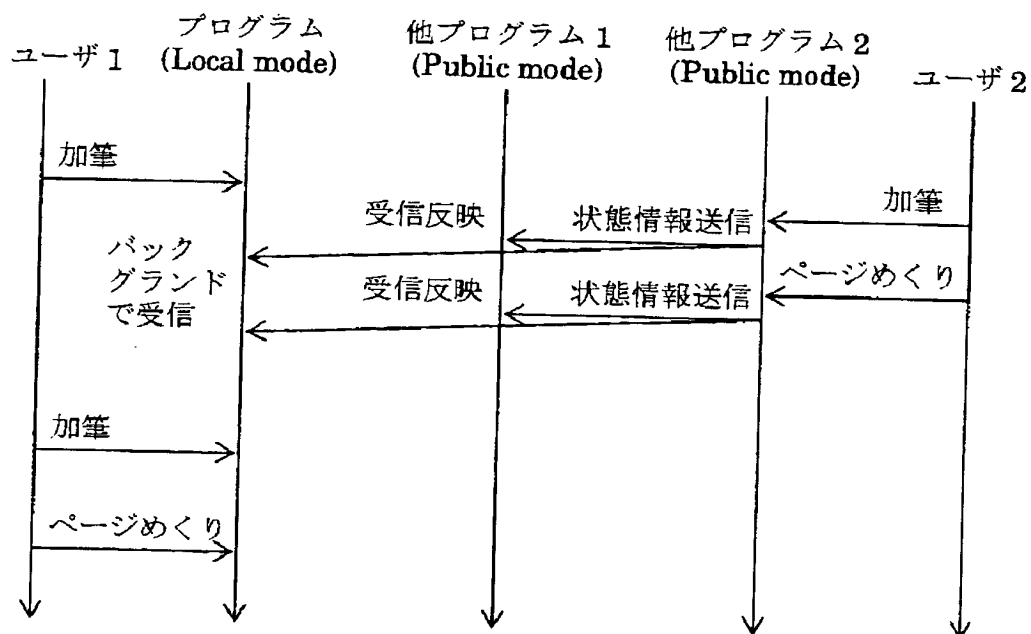 ユーザ1
プログラム
(Local mode)
他プログラム1
(Public mode)
他プログラム2
(Public mode)
ユーザ2
加筆
加筆
受信反映
状態情報送信
バック
グランド
で受信
ページめくり
受信反映
状態情報送信
加筆
ページめくり